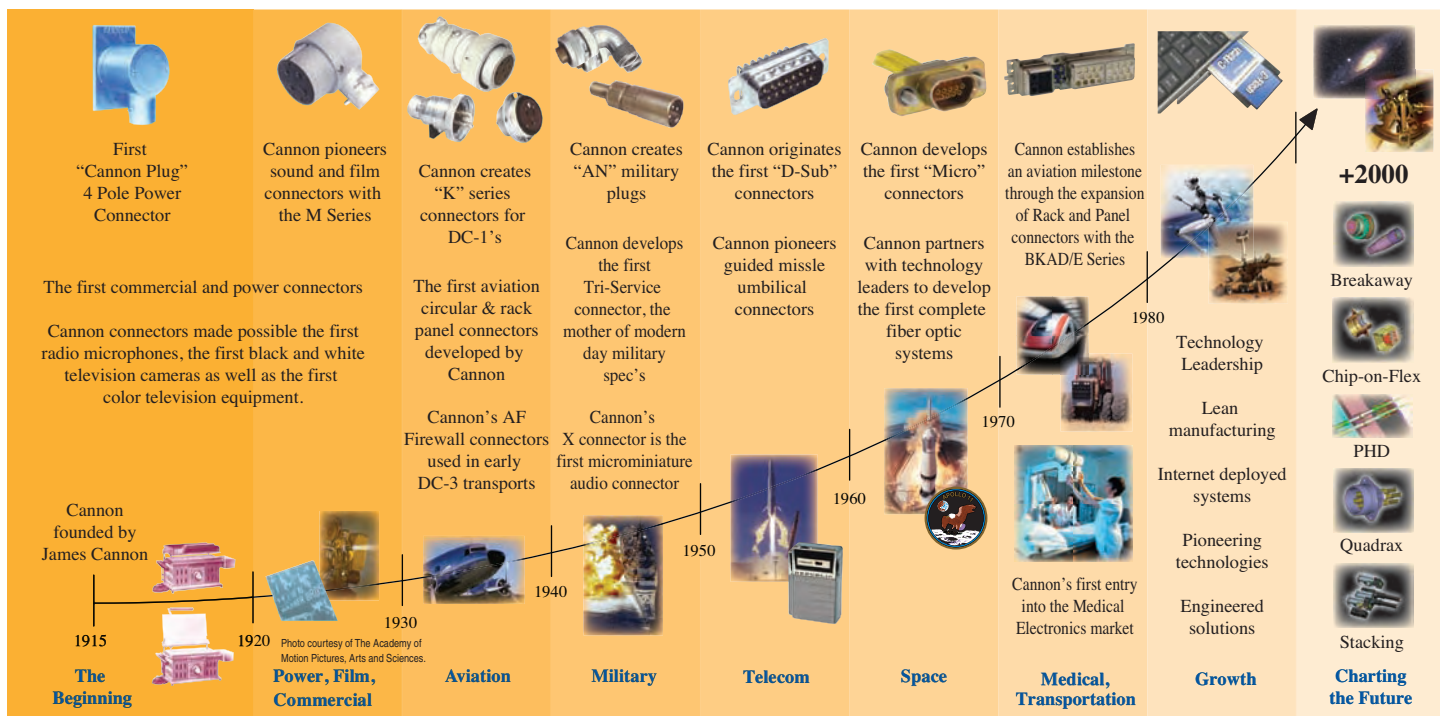 First
“Cannon Plug”
4 Pole Power
Connector
Cannon pioneers
sound and film
connectors with
the M Series
The first commercial and power connectors
Cannon connectors made possible the first
radio microphones, the first black and white
television cameras as well as the first
color television equipment.
Cannon
founded by
James Cannon
Cannon creates
“K” series
connectors for
DC-1’s
The first aviation
circular & rack
panel connectors
developed by
Cannon
Cannon’s AF
Firewall connectors
used in early
DC-3 transports
Cannon creates
“AN” military
plugs
Cannon develops
the first
Tri-Service
connector, the
mother of modern
day military
spec’s
Cannon’s
X connector is the
first microminiature
audio connector
Cannon originates
the first “D-Sub”
connectors
Cannon pioneers
guided missle
umbilical
connectors
Cannon develops
the first “Micro”
connectors
Cannon partners
with technology
leaders to develop
the first complete
fiber optic
systems
APOLLO 11
Cannon establishes
an aviation milestone
through the expansion
of Rack and Panel
connectors with the
BKAD/E Series
Cannon’s first entry
into the Medical
Electronics market
C-Flash
Technology
Leadership
Lean
manufacturing
Internet deployed
systems
Pioneering
technologies
Engineered
solutions
+2000
Breakaway
Chip-on-Flex
PHD
Quadrax
Stacking
1915
1920
1930
1940
1950
1960
1970
1980
Photo courtesy of The Academy of
Motion Pictures, Arts and Sciences.
The
Beginning
Power, Film,
Commercial
Aviation
Military
Telecom
Space
Medical,
Transportation
Growth
Charting
the Future